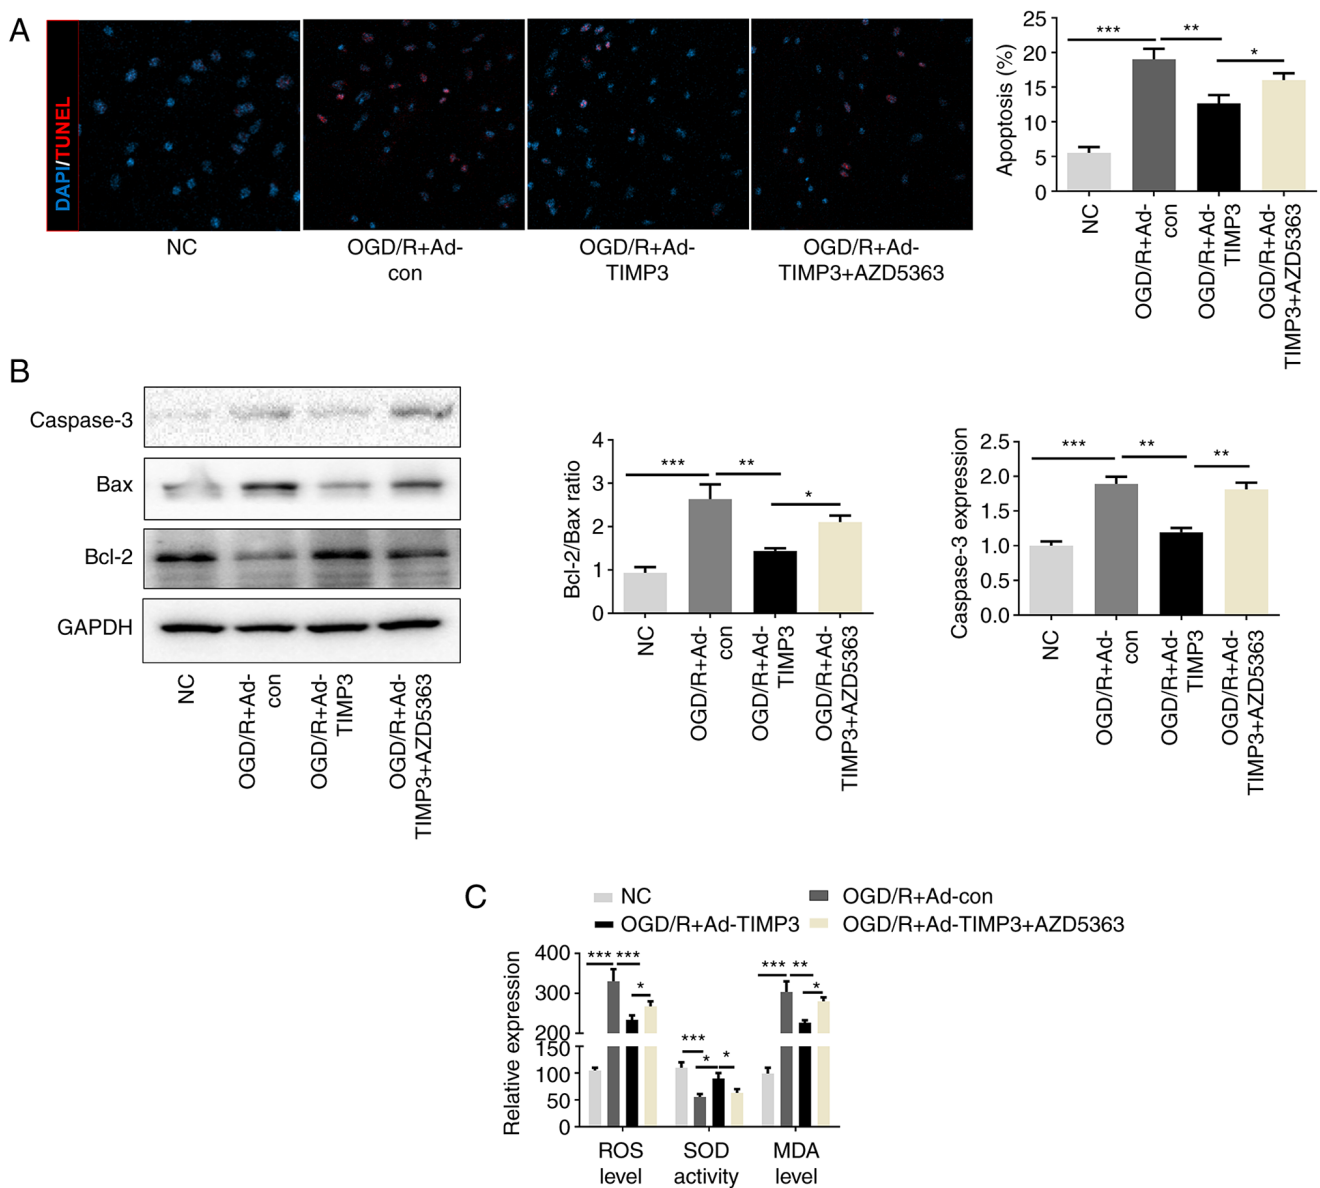 A
DAPI/TUNEL
NC
OGD/R+Ad-
con
OGD/R+Ad-
TIMP3
OGD/R+Ad-
TIMP3+AZD5363
Apoptosis (%)
25
20
15
10
5
0
***
**
*
NC
OGD/R+Ad-
con
OGD/R+Ad-
TIMP3
OGD/R+Ad-
TIMP3+AZD5363
B
Caspase-3
Bax
Bcl-2
GAPDH
NC
OGD/R+Ad-
con
OGD/R+Ad-
TIMP3
OGD/R+Ad-
TIMP3+AZD5363
Bcl-2/Bax ratio
4
3
2
1
0
***
**
*
NC
OGD/R+Ad-
con
OGD/R+Ad-
TIMP3
OGD/R+Ad-
TIMP3+AZD5363
Caspase-3 expression
2.5
2.0
1.5
1.0
0.5
0.0
***
**
**
NC
OGD/R+Ad-
con
OGD/R+Ad-
TIMP3
OGD/R+Ad-
TIMP3+AZD5363
C
NC
OGD/R+Ad-con
OGD/R+Ad-TIMP3
OGD/R+Ad-TIMP3+AZD5363
Relative expression
400
300
200
150
100
50
0
*** ***
*
***
* *
*** **
*
ROS
level
SOD
activity
MDA
level